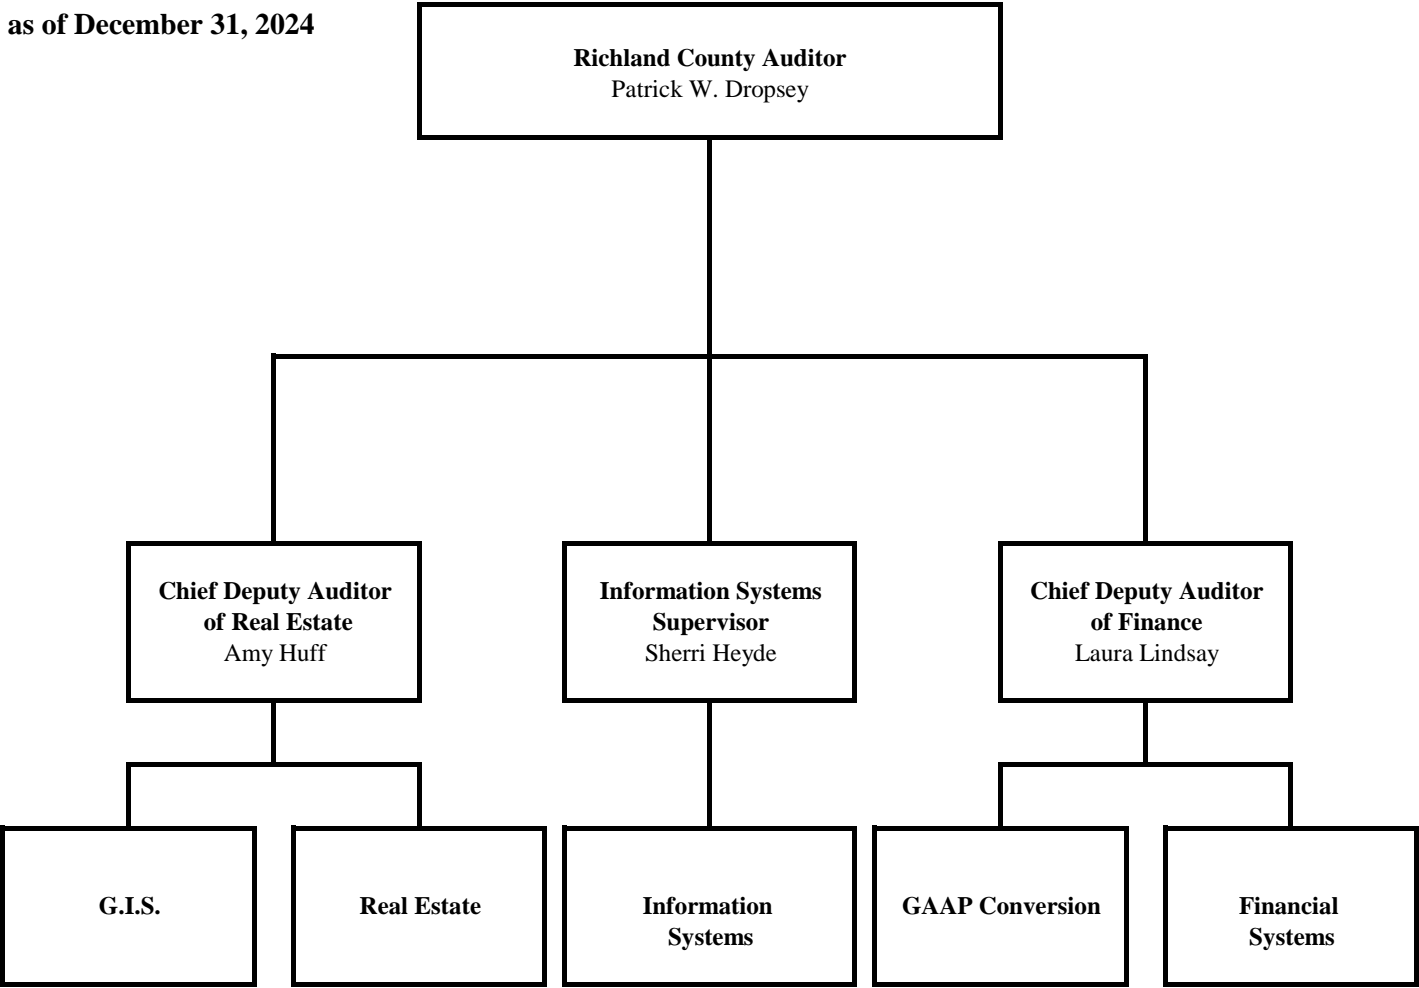 as of December 31, 2024
Richland County Auditor
Patrick W. Dropsey
Chief Deputy Auditor
of Real Estate
Amy Huff
Information Systems
Supervisor
Sherri Heyde
Chief Deputy Auditor
of Finance
Laura Lindsay
G.I.S.
Real Estate
Information
Systems
GAAP Conversion
Financial
Systems